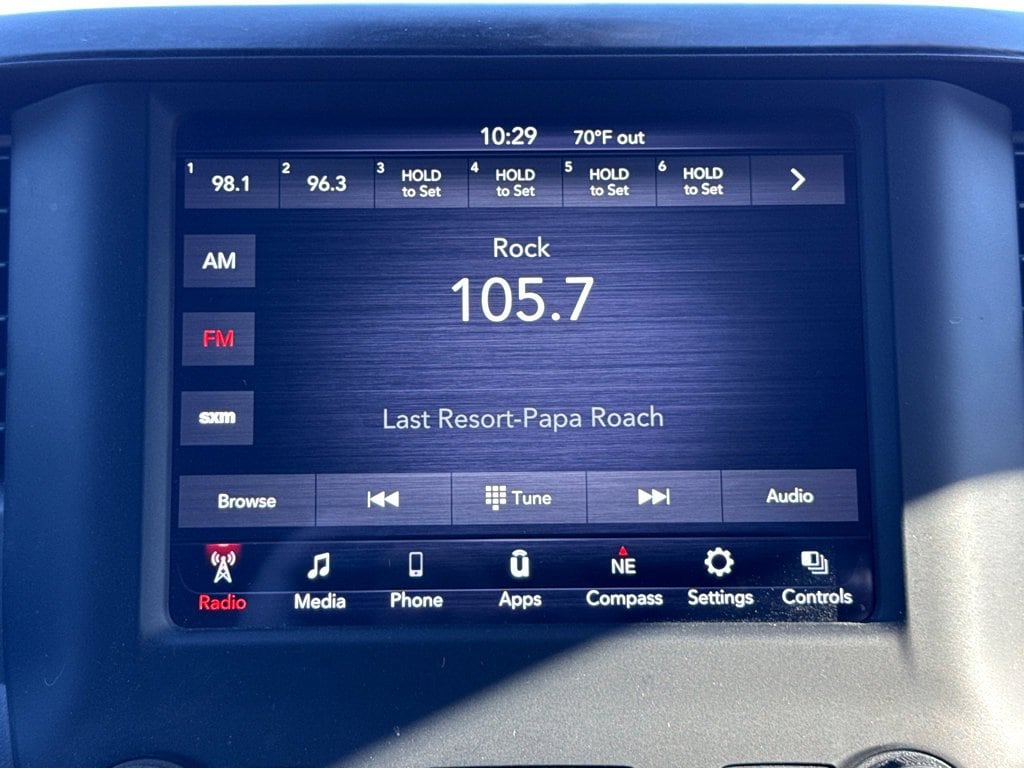 10:29 70°F out
1 98.1 2 96.3 3 HOLD to Set 4 HOLD to Set 5 HOLD to Set 6 HOLD to Set
AM
Rock
105.7
FM
sxm
Last Resort-Papa Roach
Browse Tune Audio
NE
Radio Media Phone Apps Compass Settings Controls